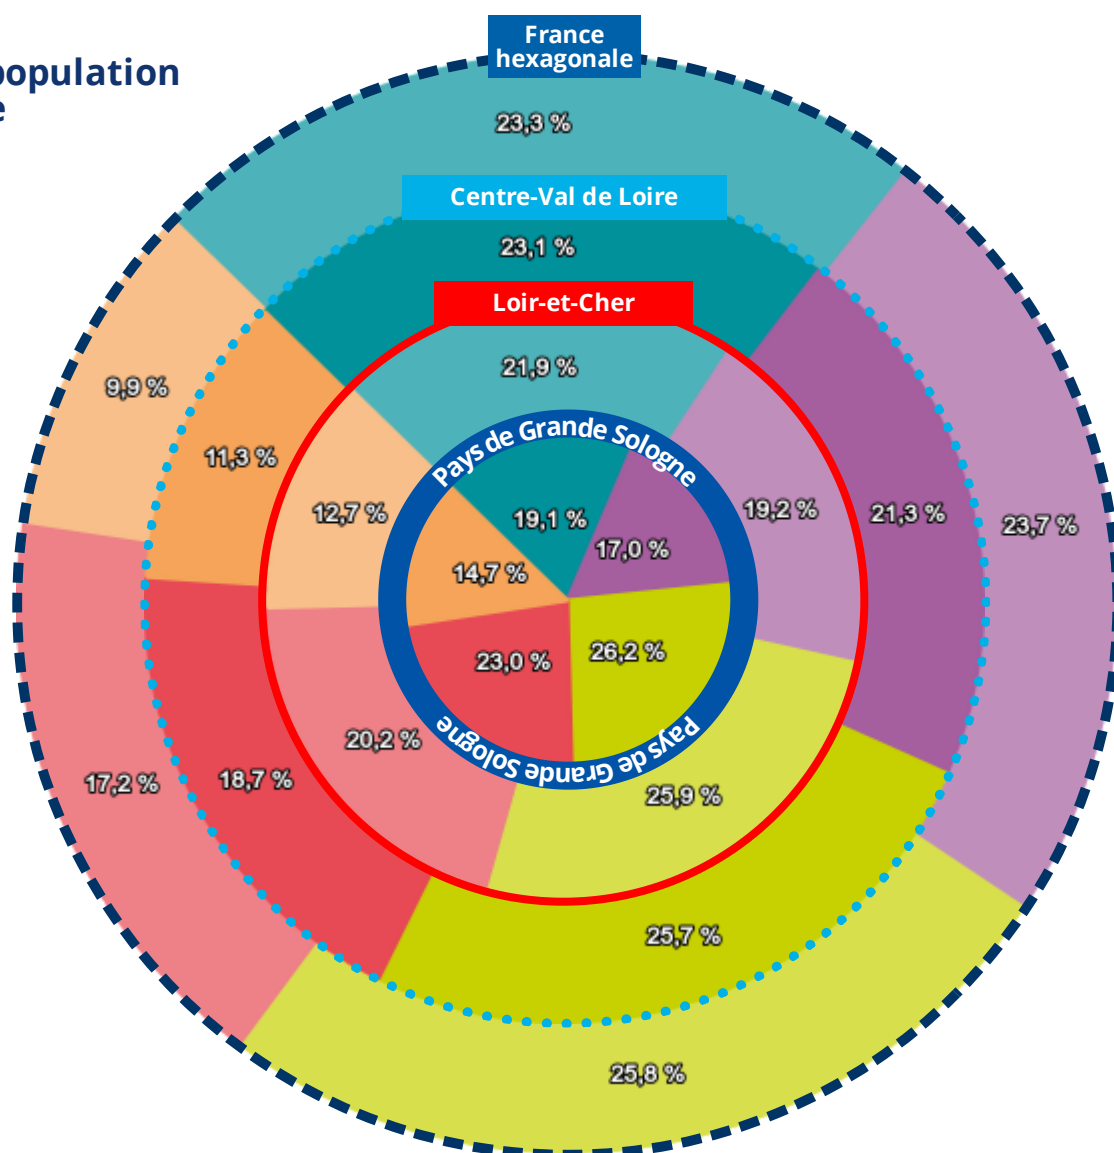 France
hexagonale
population
e
23,3 %
Centre-Val de Loire
23,1 %
Loir-et-Cher
21,9 %
9,9 %
Pays de Grande Sologne
11,3 %
12,7 %
19,1 %
19,2 %
21,3 %
23,7 %
17,0 %
14,7 %
26,2 %
23,0 %
20,2 %
Pays de Grande Sologne
17,2 %
18,7 %
25,9 %
25,7 %
25,8 %